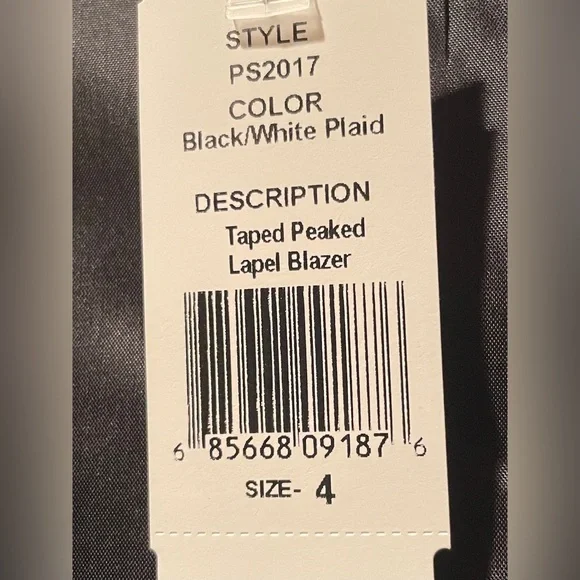 STYLE
PS2017
COLOR
Black/White Plaid
DESCRIPTION
Taped Peaked
Lapel Blazer
6 85668 09187 6
SIZE- 4